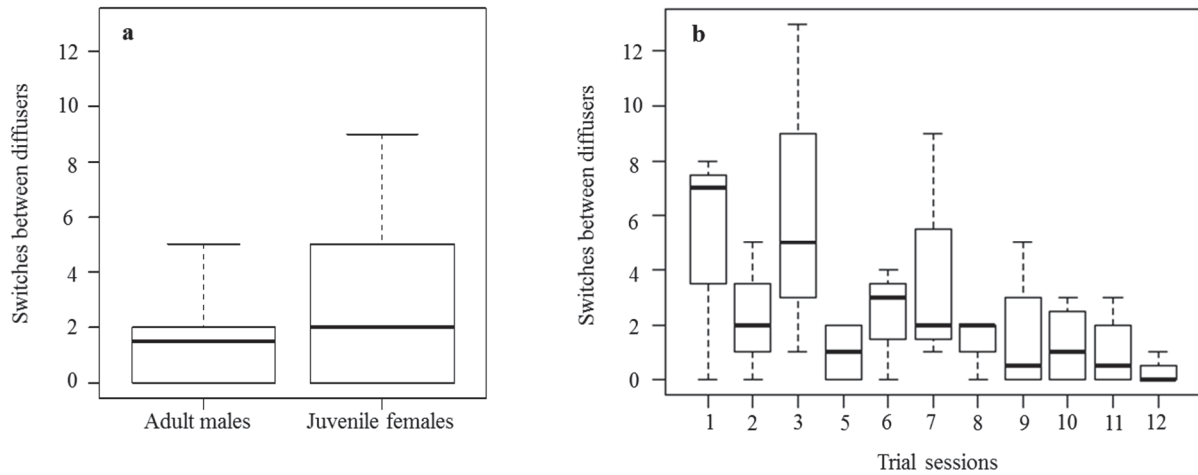 a
Switches between diffusers
12
10
8
6
4
2
0
Adult males Juvenile females
b
Switches between diffusers
12
10
8
6
4
2
0
1 2 3 5 6 7 8 9 10 11 12
Trial sessions